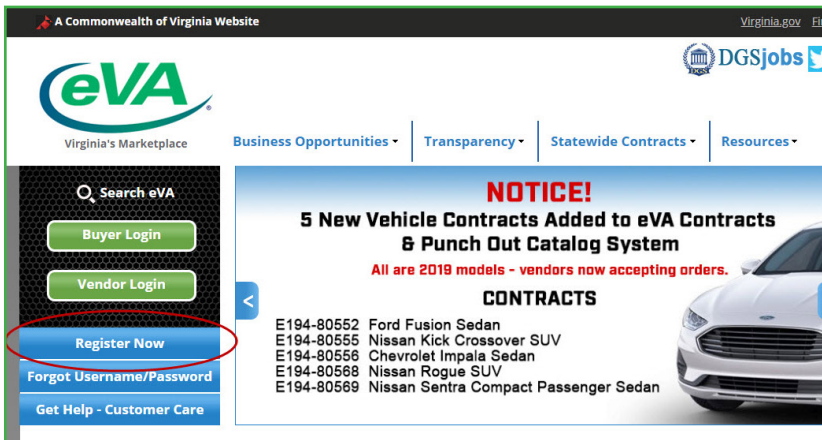 A Commonwealth of Virginia Website
Virginia.gov
DGSjobs
DGS
eVA
®
Virginia's Marketplace
Business Opportunities
Transparency
Statewide Contracts
Resources
Search eVA
Buyer Login
Vendor Login
Register Now
Forgot Username/Password
Get Help - Customer Care
NOTICE!
5 New Vehicle Contracts Added to eVA Contracts
& Punch Out Catalog System
All are 2019 models - vendors now accepting orders.
CONTRACTS
E194-80552 Ford Fusion Sedan
E194-80555 Nissan Kick Crossover SUV
E194-80556 Chevrolet Impala Sedan
E194-80568 Nissan Rogue SUV
E194-80569 Nissan Sentra Compact Passenger Sedan